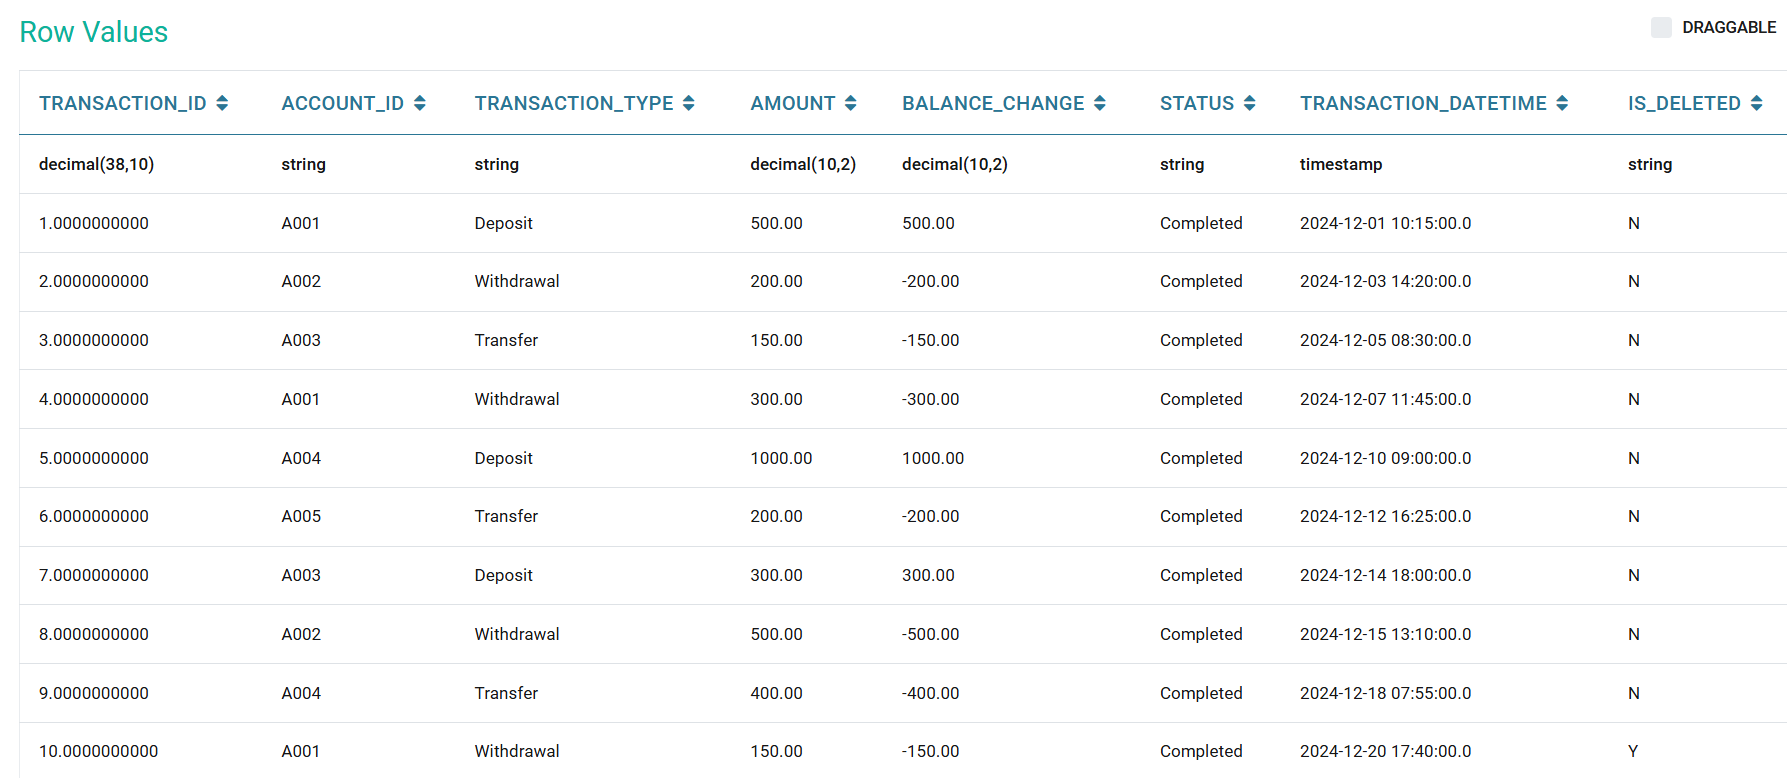 Row Values
DRAGGABLE
TRANSACTION_ID ACCOUNT_ID TRANSACTION_TYPE AMOUNT BALANCE_CHANGE STATUS TRANSACTION_DATETIME IS_DELETED
decimal(38,10) string string decimal(10,2) decimal(10,2) string timestamp string
1.0000000000 A001 Deposit 500.00 500.00 Completed 2024-12-01 10:15:00.0 N
2.0000000000 A002 Withdrawal 200.00 -200.00 Completed 2024-12-03 14:20:00.0 N
3.0000000000 A003 Transfer 150.00 -150.00 Completed 2024-12-05 08:30:00.0 N
4.0000000000 A001 Withdrawal 300.00 -300.00 Completed 2024-12-07 11:45:00.0 N
5.0000000000 A004 Deposit 1000.00 1000.00 Completed 2024-12-10 09:00:00.0 N
6.0000000000 A005 Transfer 200.00 -200.00 Completed 2024-12-12 16:25:00.0 N
7.0000000000 A003 Deposit 300.00 300.00 Completed 2024-12-14 18:00:00.0 N
8.0000000000 A002 Withdrawal 500.00 -500.00 Completed 2024-12-15 13:10:00.0 N
9.0000000000 A004 Transfer 400.00 -400.00 Completed 2024-12-18 07:55:00.0 N
10.0000000000 A001 Withdrawal 150.00 -150.00 Completed 2024-12-20 17:40:00.0 Y